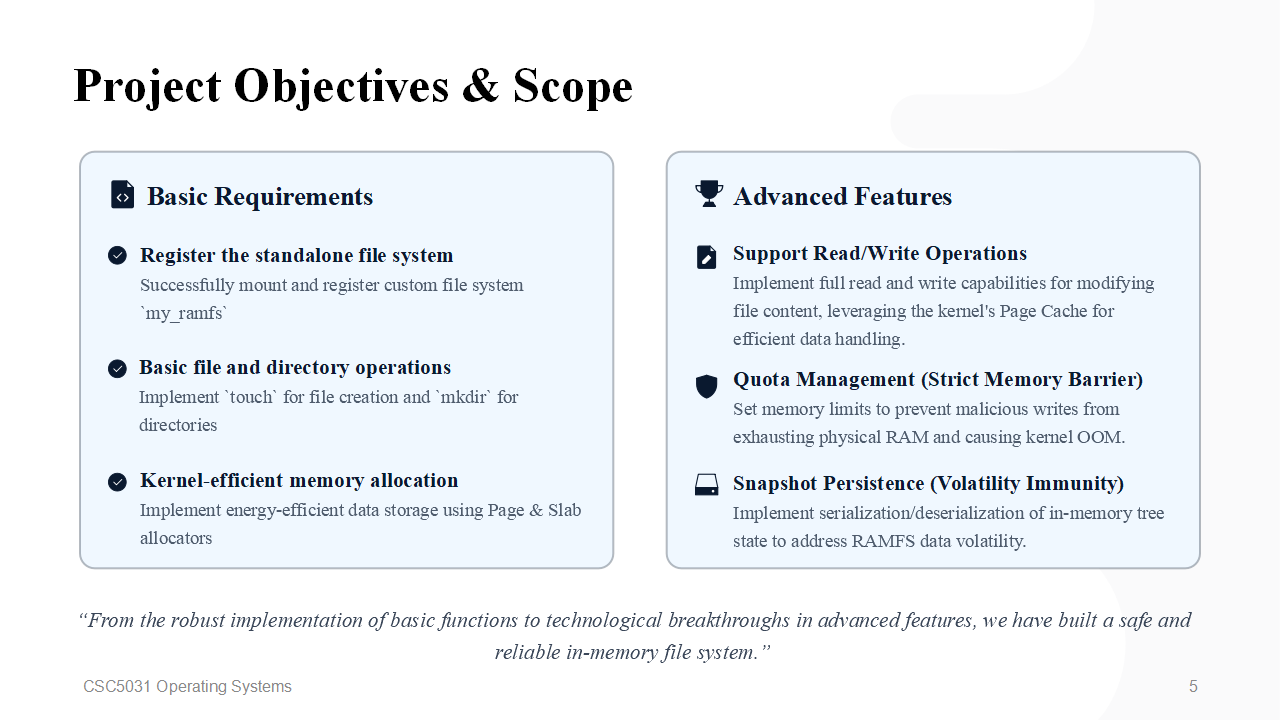 Project Objectives & Scope
Basic Requirements
Register the standalone file system
Successfully mount and register custom file system
`my_ramfs`
Basic file and directory operations
Implement `touch` for file creation and `mkdir` for
directories
Kernel-efficient memory allocation
Implement energy-efficient data storage using Page & Slab
allocators
Advanced Features
Support Read/Write Operations
Implement full read and write capabilities for modifying
file content, leveraging the kernel's Page Cache for
efficient data handling.
Quota Management (Strict Memory Barrier)
Set memory limits to prevent malicious writes from
exhausting physical RAM and causing kernel OOM.
Snapshot Persistence (Volatility Immunity)
Implement serialization/deserialization of in-memory tree
state to address RAMFS data volatility.
“From the robust implementation of basic functions to technological breakthroughs in advanced features, we have built a safe and
reliable in-memory file system.”
CSC5031 Operating Systems
5